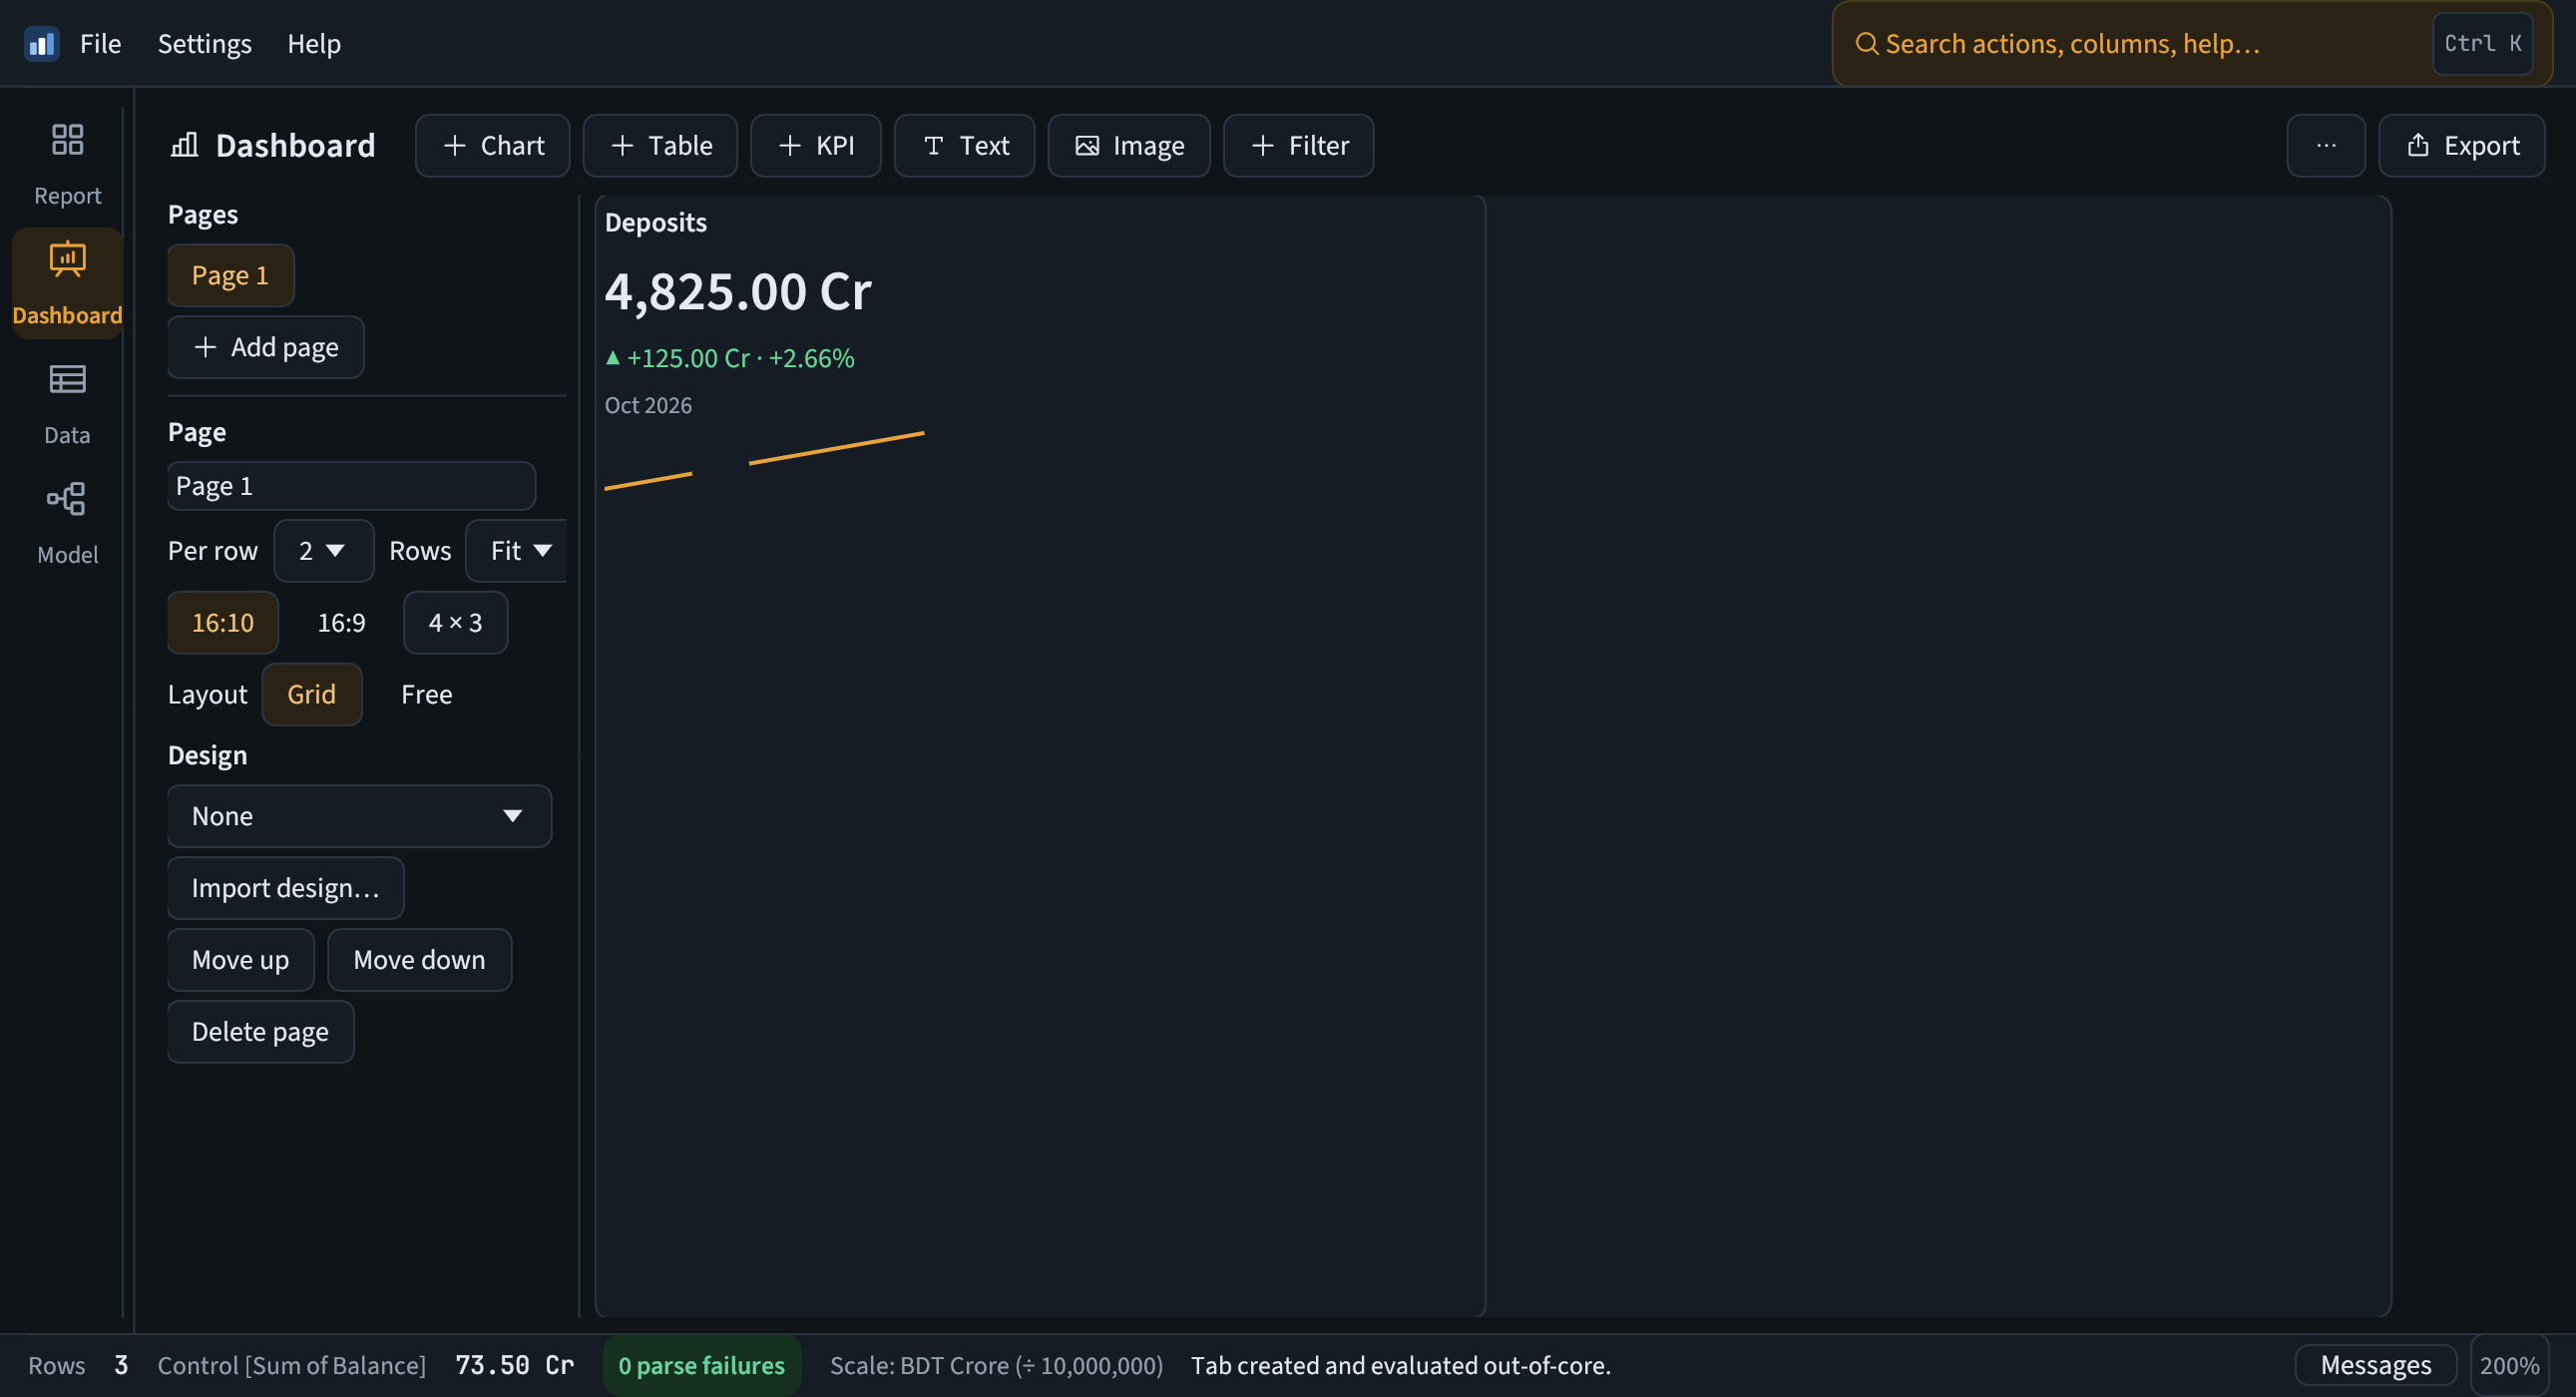 File Settings Help
Search actions, columns, help... Ctrl K
Report
Dashboard
Data
Model
Dashboard
Chart
Table
KPI
Text
Image
Filter
...
Export
Pages
Page 1
Add page
Page
Page 1
Per row 2 Rows Fit
16:10 16:9 4 × 3
Layout Grid Free
Design
None
Import design...
Move up Move down
Delete page
Deposits
4,825.00 Cr
▲ +125.00 Cr · +2.66%
Oct 2026
Rows 3 Control [Sum of Balance] 73.50 Cr 0 parse failures Scale: BDT Crore (÷ 10,000,000) Tab created and evaluated out-of-core. Messages 200%